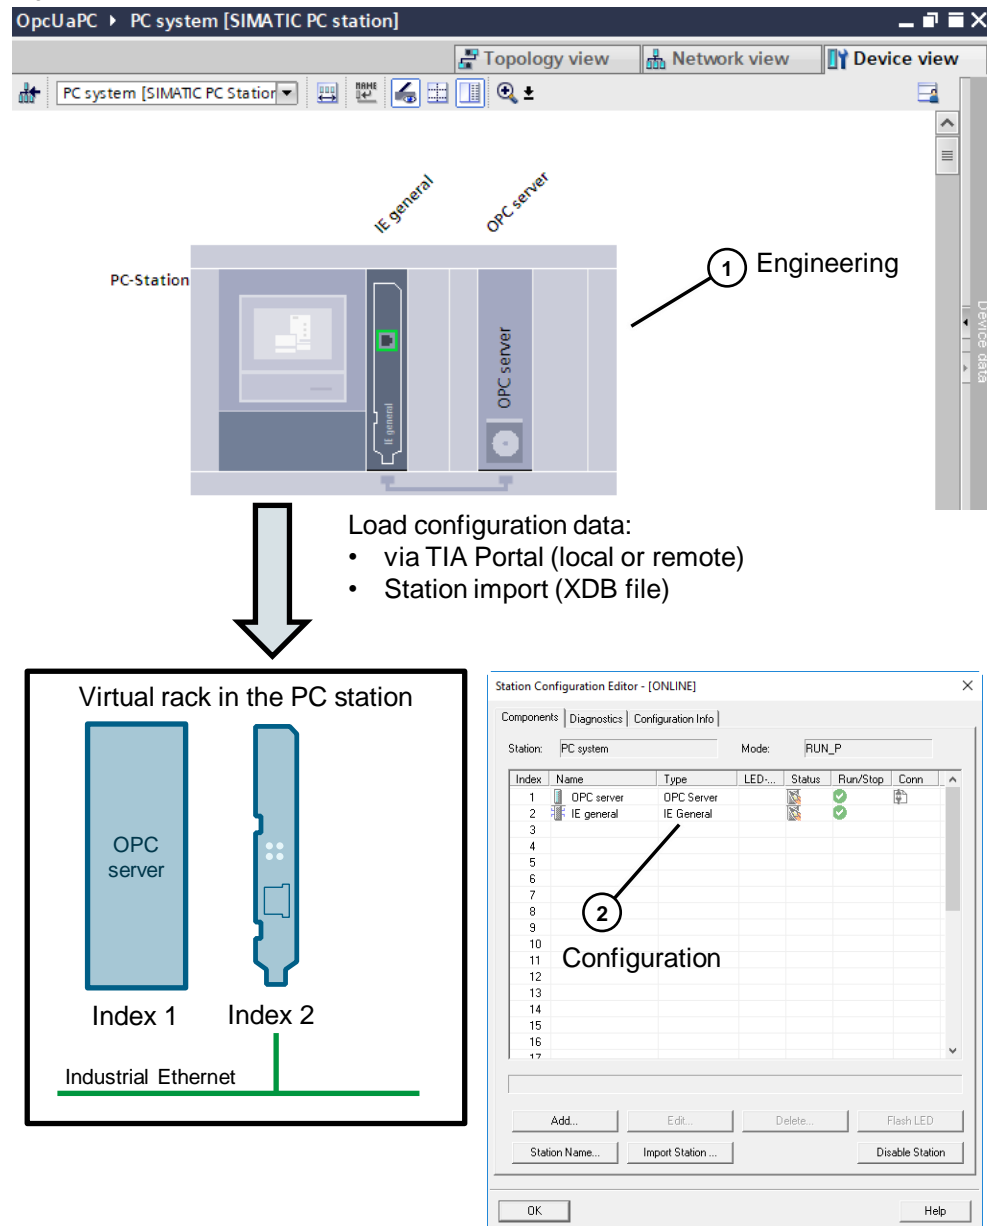 OpcUaPC ▸ PC system [SIMATIC PC station]
Topology view
Network view
Device view
PC system [SIMATIC PC Station
NAME
IE general
OPC server
PC-Station
1 Engineering
IE general
OPC server
Device data
Load configuration data:
• via TIA Portal (local or remote)
• Station import (XDB file)
Virtual rack in the PC station
OPC
server
Index 1 Index 2
Industrial Ethernet
Station Configuration Editor - [ONLINE]
Components Diagnostics Configuration Info
Station: PC system Mode: RUN_P
Index Name Type LED-... Status Run/Stop Conn
1 OPC server OPC Server
2 IE general IE General
3
4
5
6
7
8
9
10
11
12
13
14
15
16
17
2
Configuration
Add... Edit... Delete... Flash LED
Station Name... Import Station ... Disable Station
OK Help